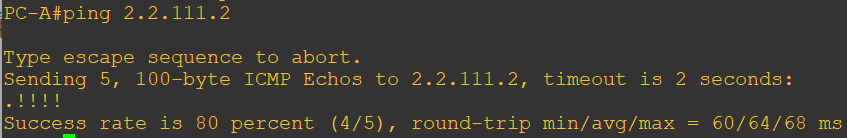 PC-A#ping 2.2.111.2
Type escape sequence to abort.
Sending 5, 100-byte ICMP Echos to 2.2.111.2, timeout is 2 seconds:
.!!!!
Success rate is 80 percent (4/5), round-trip min/avg/max = 60/64/68 ms